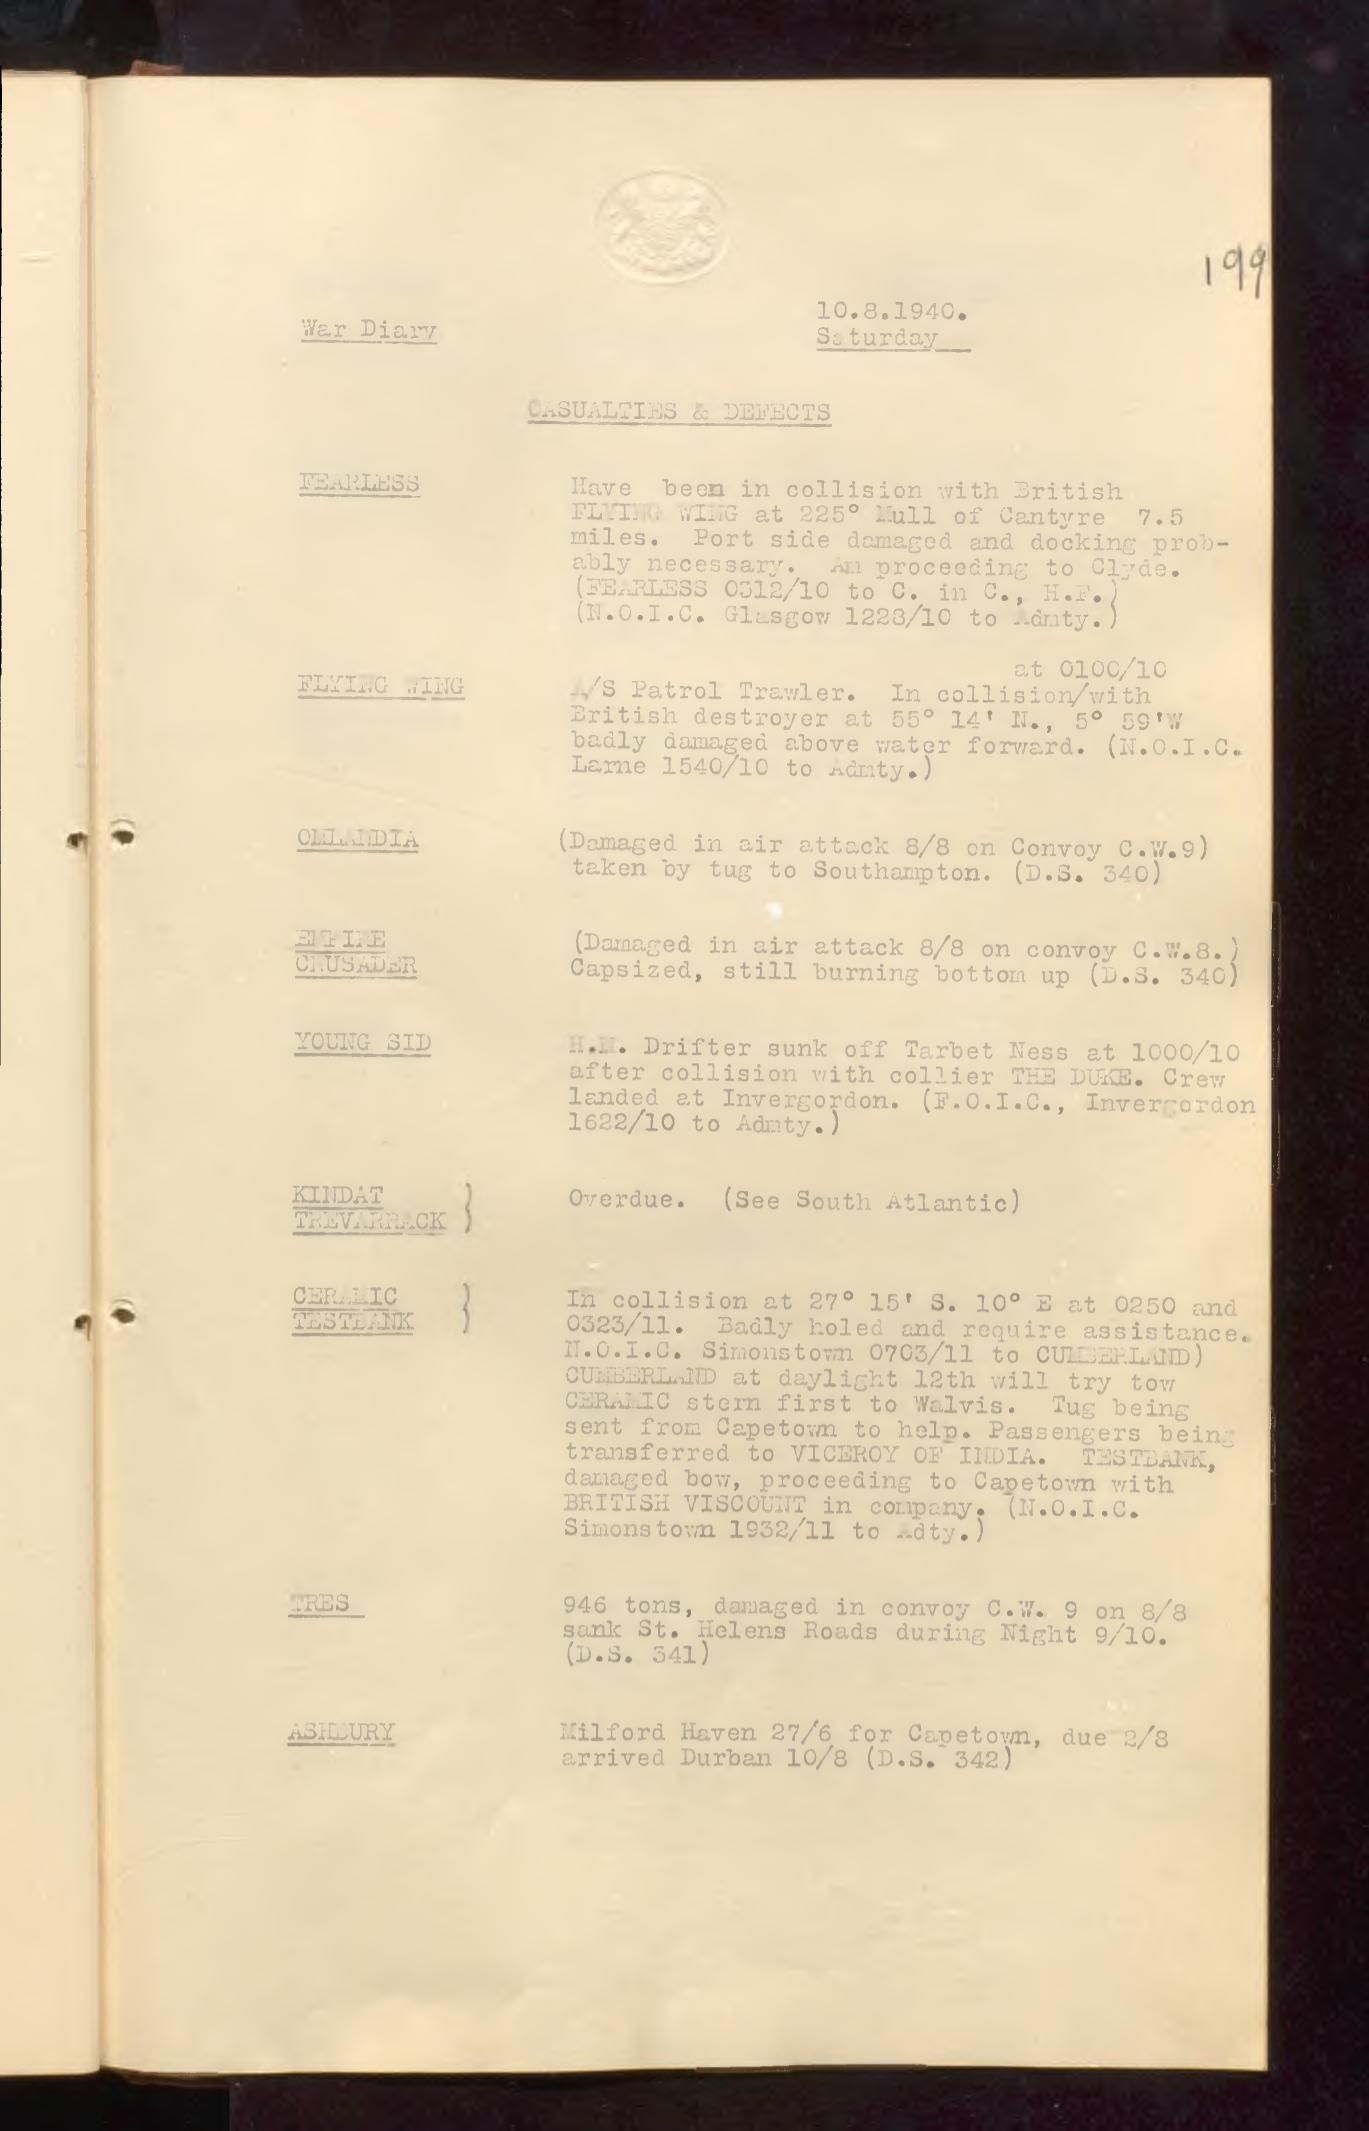 199
War Diary
10.8.1940.
Saturday
CASUALTIES & DEFECTS
FEARLESS
Have been in collision with British
FLYING WING at 225° Mull of Cantyre 7.5
miles. Port side damaged and docking prob-
ably necessary. Am proceeding to Clyde.
(FEARLESS 0312/10 to C. in C., H.F.)
(N.O.I.C. Glasgow 1228/10 to Admty.)
FLYING WING
at 0100/10
A/S Patrol Trawler. In collision/with
British destroyer at 55° 14' N., 5° 59'W
badly damaged above water forward. (N.O.I.C.
Larne 1540/10 to Admty.)
OMLANDIA
(Damaged in air attack 8/8 on Convoy C.W.9)
taken by tug to Southampton. (D.S. 340)
EMPIRE
CRUSADER
(Damaged in air attack 8/8 on convoy C.W.8.)
Capsized, still burning bottom up (D.S. 340)
YOUNG SID
H.M. Drifter sunk off Tarbet Ness at 1000/10
after collision with collier THE DUKE. Crew
landed at Invergordon. (F.O.I.C., Invergordon
1622/10 to Admty.)
KINDAT
TREVARRACK }
Overdue. (See South Atlantic)
CERAMIC
TESTBANK }
In collision at 27° 15' S. 10° E at 0250 and
0323/11. Badly holed and require assistance.
N.O.I.C. Simonstown 0703/11 to CUMBERLAND)
CUMBERLAND at daylight 12th will try tow
CERAMIC stern first to Walvis. Tug being
sent from Capetown to help. Passengers being
transferred to VICEROY OF INDIA. TESTBANK,
damaged bow, proceeding to Capetown with
BRITISH VISCOUNT in company. (N.O.I.C.
Simonstown 1932/11 to Adty.)
TRES
946 tons, damaged in convoy C.W. 9 on 8/8
sank St. Helens Roads during Night 9/10.
(D.S. 341)
ASHBURY
Milford Haven 27/6 for Capetown, due 2/8
arrived Durban 10/8 (D.S. 342)